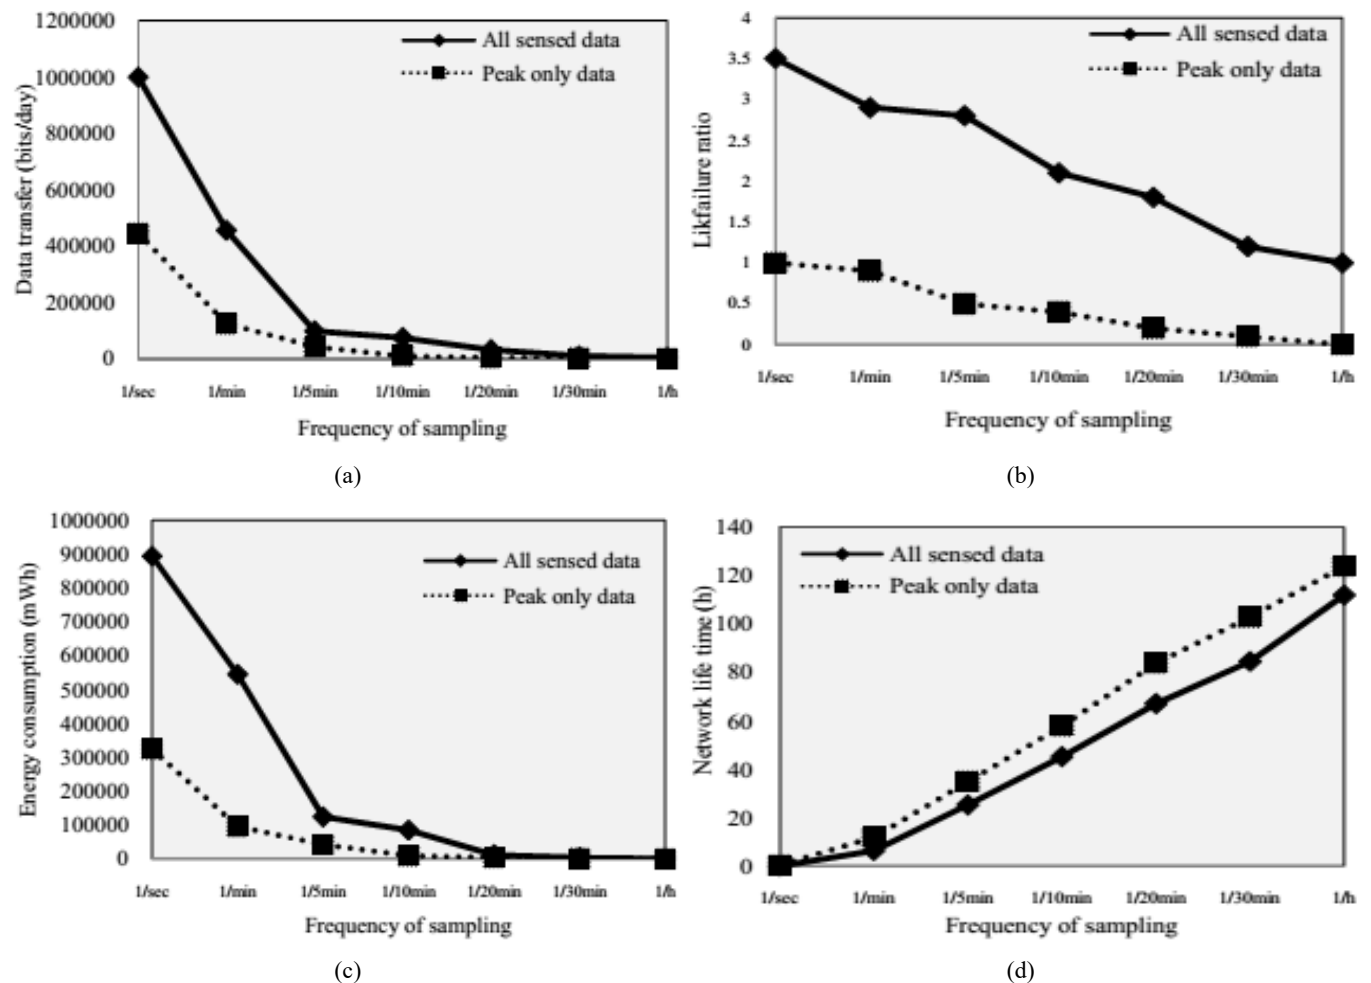 1200000
1000000
800000
600000
400000
200000
0
Data transfer (bits/day)
All sensed data
Peak only data
1/sec 1/min 1/5min 1/10min 1/20min 1/30min 1/h
Frequency of sampling
(a)
4
3.5
3
2.5
2
1.5
1
0.5
0
Likfailure ratio
All sensed data
Peak only data
1/sec 1/min 1/5min 1/10min 1/20min 1/30min 1/h
Frequency of sampling
(b)
1000000
900000
800000
700000
600000
500000
400000
300000
200000
100000
0
Energy consumption (mWh)
All sensed data
Peak only data
1/sec 1/min 1/5min 1/10min 1/20min 1/30min 1/h
Frequency of sampling
(c)
140
120
100
80
60
40
20
0
Network life time (h)
All sensed data
Peak only data
1/sec 1/min 1/5min 1/10min 1/20min 1/30min 1/h
Frequency of sampling
(d)